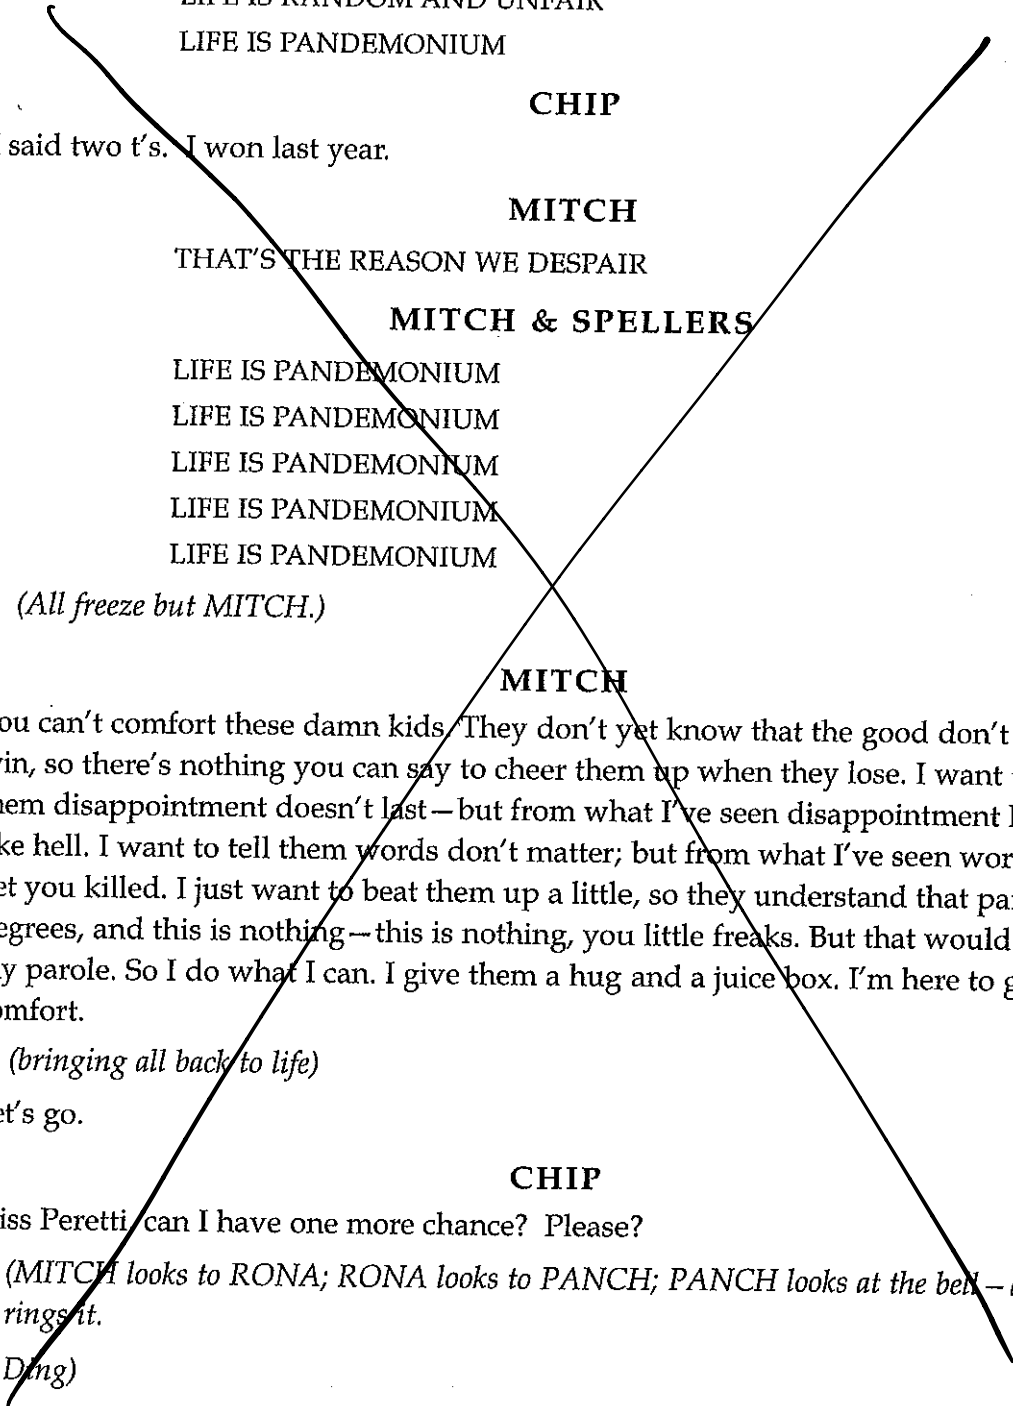 LIFE IS RANDOM AND UNFAIR
LIFE IS PANDEMONIUM
CHIP
said two t's. I won last year.
MITCH
THAT'S THE REASON WE DESPAIR
MITCH & SPELLERS
LIFE IS PANDEMONIUM
LIFE IS PANDEMONIUM
LIFE IS PANDEMONIUM
LIFE IS PANDEMONIUM
LIFE IS PANDEMONIUM
(All freeze but MITCH.)
MITCH
ou can't comfort these damn kids. They don't yet know that the good don't
in, so there's nothing you can say to cheer them up when they lose. I want
em disappointment doesn't last—but from what I've seen disappointment
ke hell. I want to tell them words don't matter; but from what I've seen wor
et you killed. I just want to beat them up a little, so they understand that pa
egrees, and this is nothing—this is nothing, you little freaks. But that would
y parole. So I do what I can. I give them a hug and a juice box. I'm here to g
omfort.
(bringing all back to life)
et's go.
CHIP
iss Peretti, can I have one more chance? Please?
(MITCH looks to RONA; RONA looks to PANCH; PANCH looks at the bell—
rings it.
Ding)